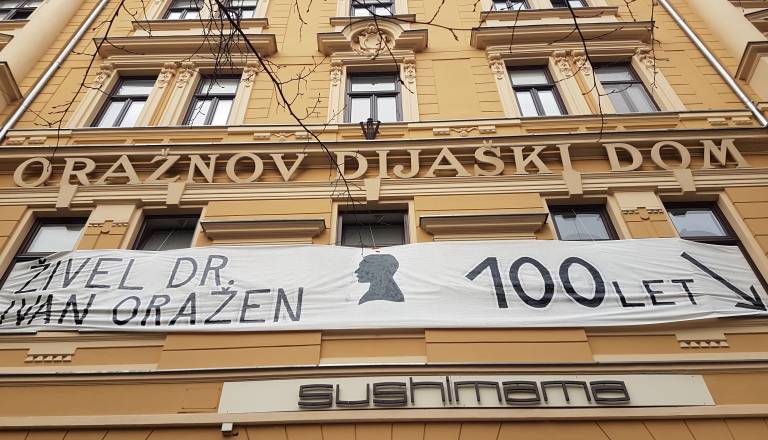 ORAŽNOV DIJAŠKI DOM
ŽIVEL DR.
IVAN ORAŽEN
100 LET
sushimama